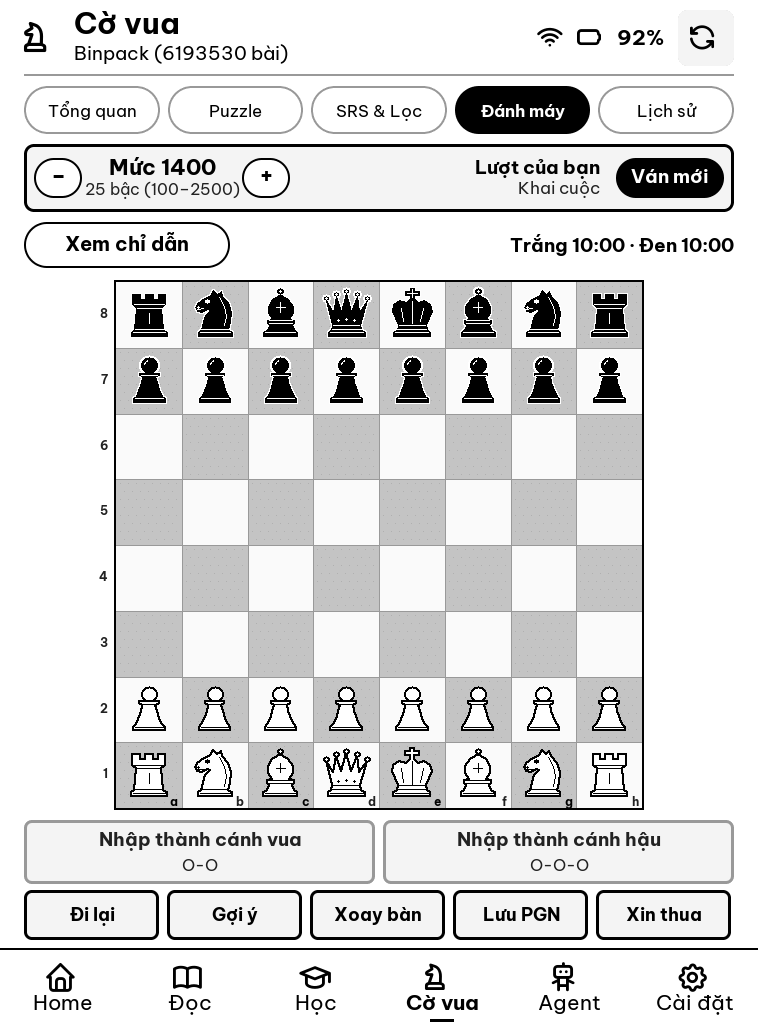 Cờ vua
Binpack (6193530 bài)
92%
Tổng quan
Puzzle
SRS & Lọc
Đánh máy
Lịch sử
−
Mức 1400
25 bậc (100–2500)
+
Lượt của bạn
Khai cuộc
Ván mới
Xem chỉ dẫn
Trắng 10:00 · Đen 10:00
8
7
6
5
4
3
2
1
a b c d e f g h
Nhập thành cánh vua
O-O
Nhập thành cánh hậu
O-O-O
Đi lại
Gợi ý
Xoay bàn
Lưu PGN
Xin thua
Home
Đọc
Học
Cờ vua
Agent
Cài đặt